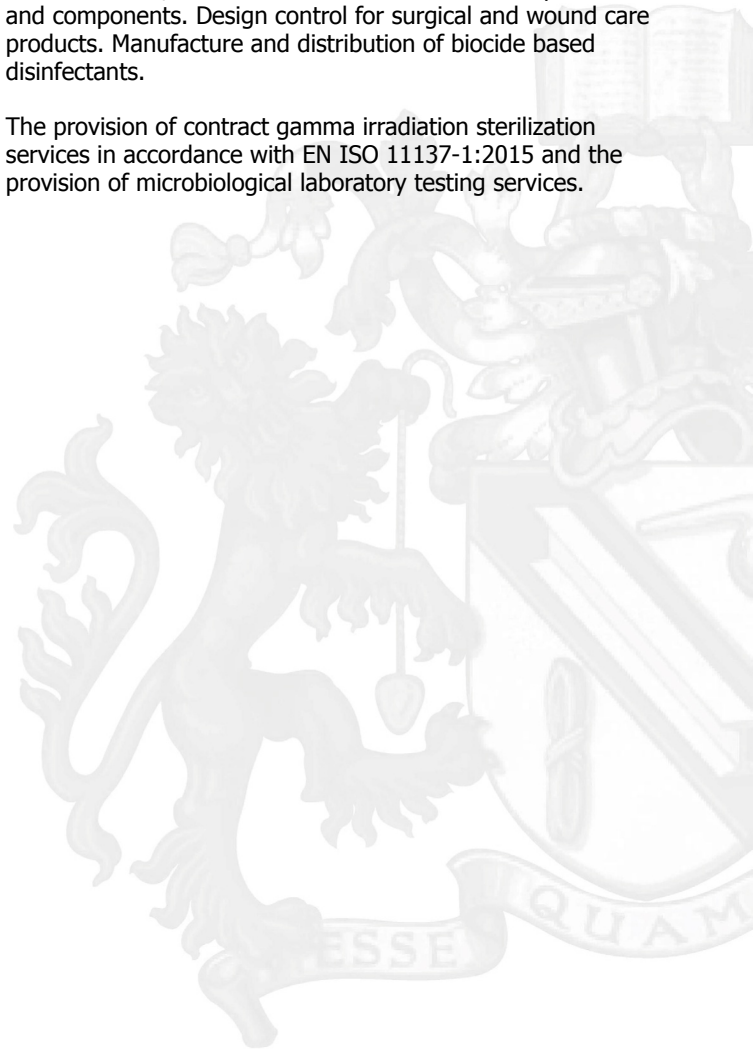 and components. Design control for surgical and wound care
products. Manufacture and distribution of biocide based
disinfectants.
The provision of contract gamma irradiation sterilization
services in accordance with EN ISO 11137-1:2015 and the
provision of microbiological laboratory testing services.
ESSE QUAM